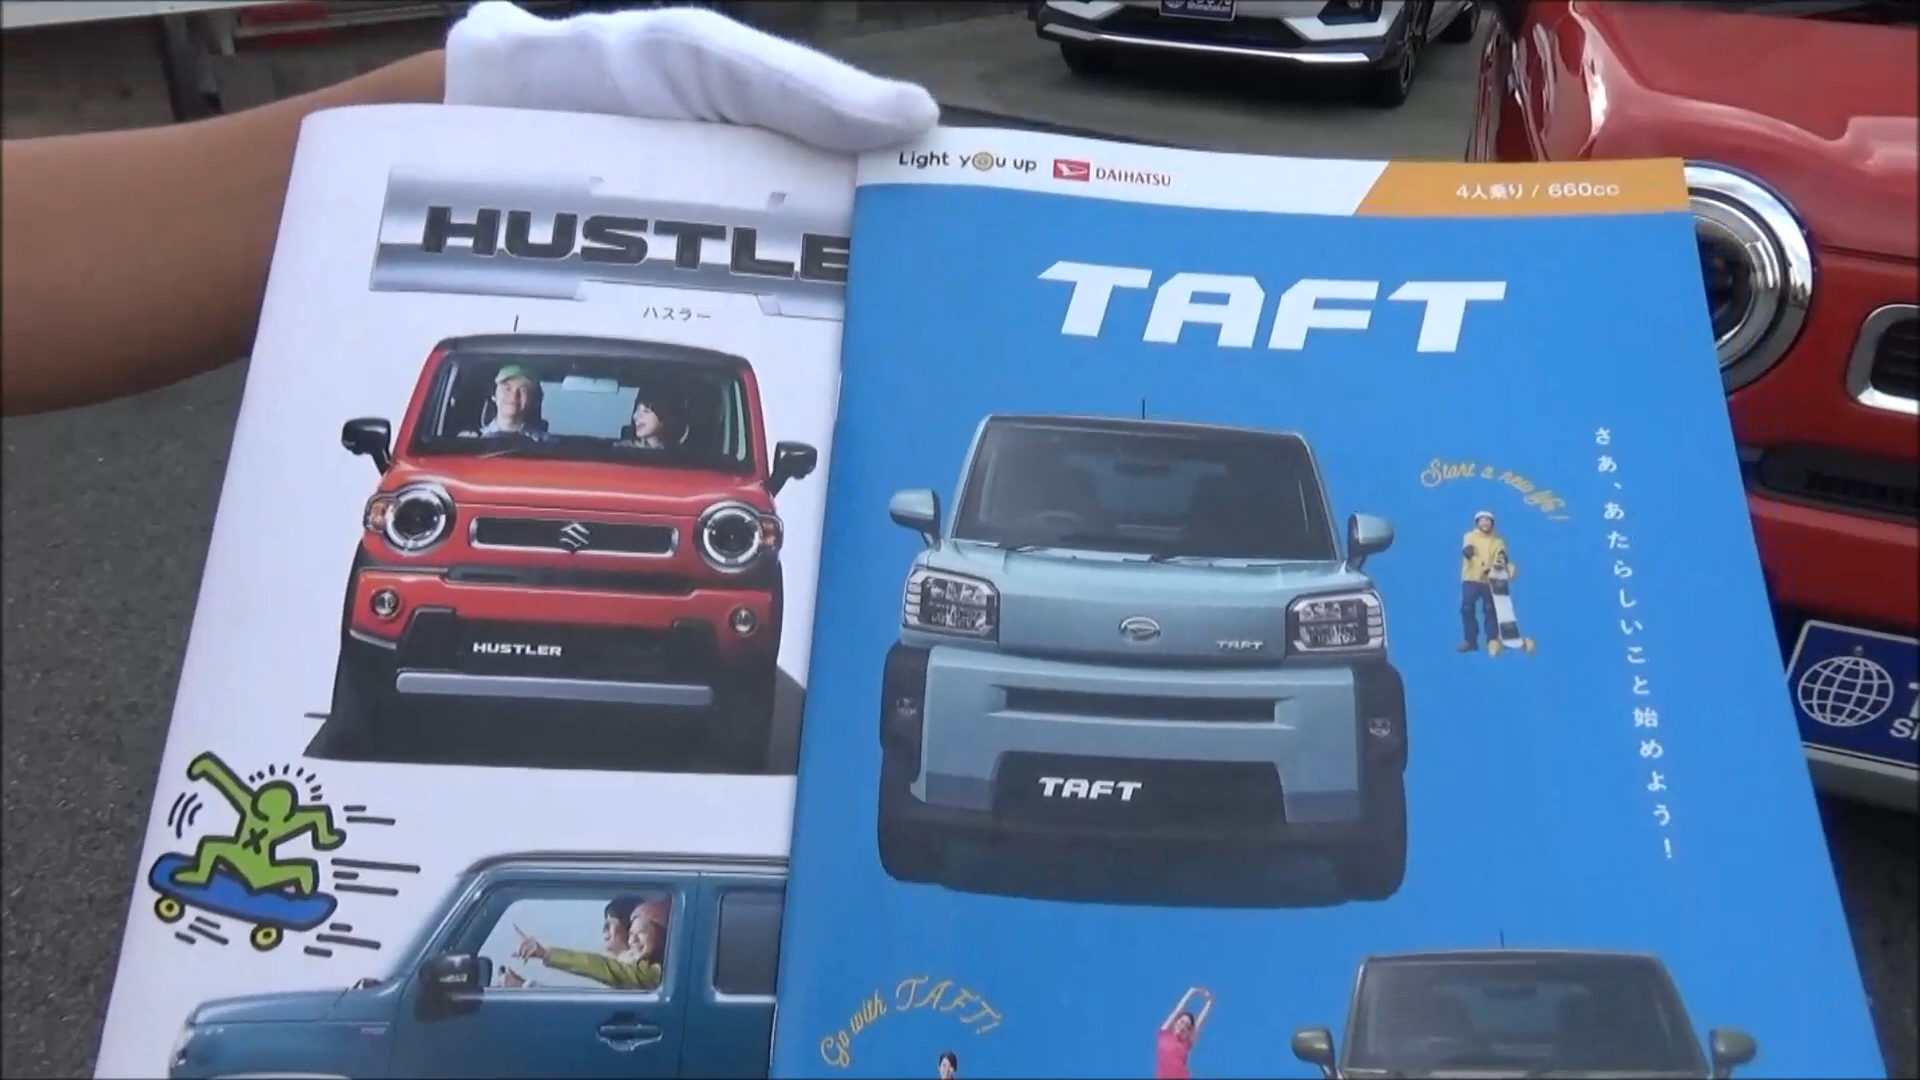 HUSTLE
ハスラー
HUSTLER
Light you up
DAIHATSU
4人乗り / 660cc
TAFT
Start a new life!
さあ、あたらしいこと始めよう!
TAFT
TAFT
Go with TAFT!